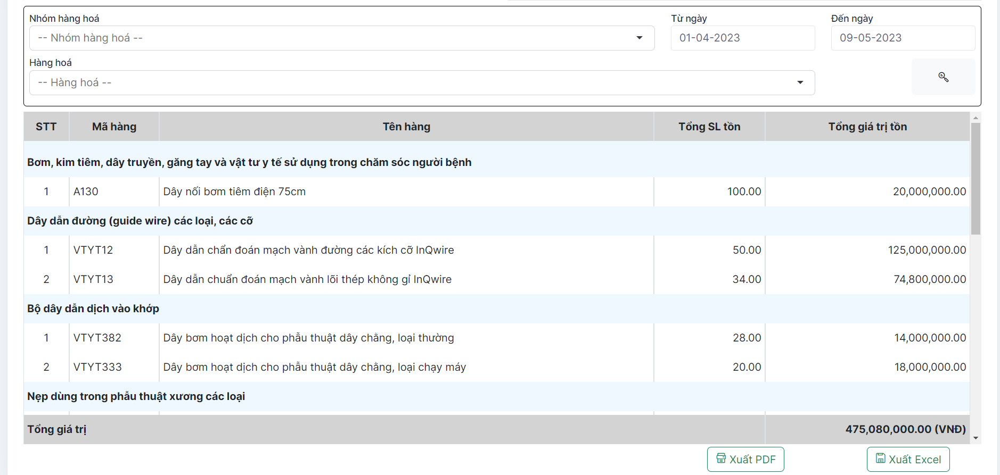 Nhóm hàng hoá
Từ ngày
Đến ngày
-- Nhóm hàng hoá --
01-04-2023
09-05-2023
Hàng hoá
-- Hàng hoá --
STT Mã hàng Tên hàng Tổng SL tồn Tổng giá trị tồn
Bơm, kim tiêm, dây truyền, găng tay và vật tư y tế sử dụng trong chăm sóc người bệnh
1 A130 Dây nối bơm tiêm điện 75cm 100.00 20,000,000.00
Dây dẫn đường (guide wire) các loại, các cỡ
1 VTYT12 Dây dẫn chẩn đoán mạch vành đường các kích cỡ InQwire 50.00 125,000,000.00
2 VTYT13 Dây dẫn chuẩn đoán mạch vành lõi thép không gỉ InQwire 34.00 74,800,000.00
Bộ dây dẫn dịch vào khớp
1 VTYT382 Dây bơm hoạt dịch cho phẫu thuật dây chằng, loại thường 28.00 14,000,000.00
2 VTYT333 Dây bơm hoạt dịch cho phẫu thuật dây chằng, loại chạy máy 20.00 18,000,000.00
Nẹp dùng trong phẫu thuật xương các loại
Tổng giá trị 475,080,000.00 (VNĐ)
Xuất PDF
Xuất Excel